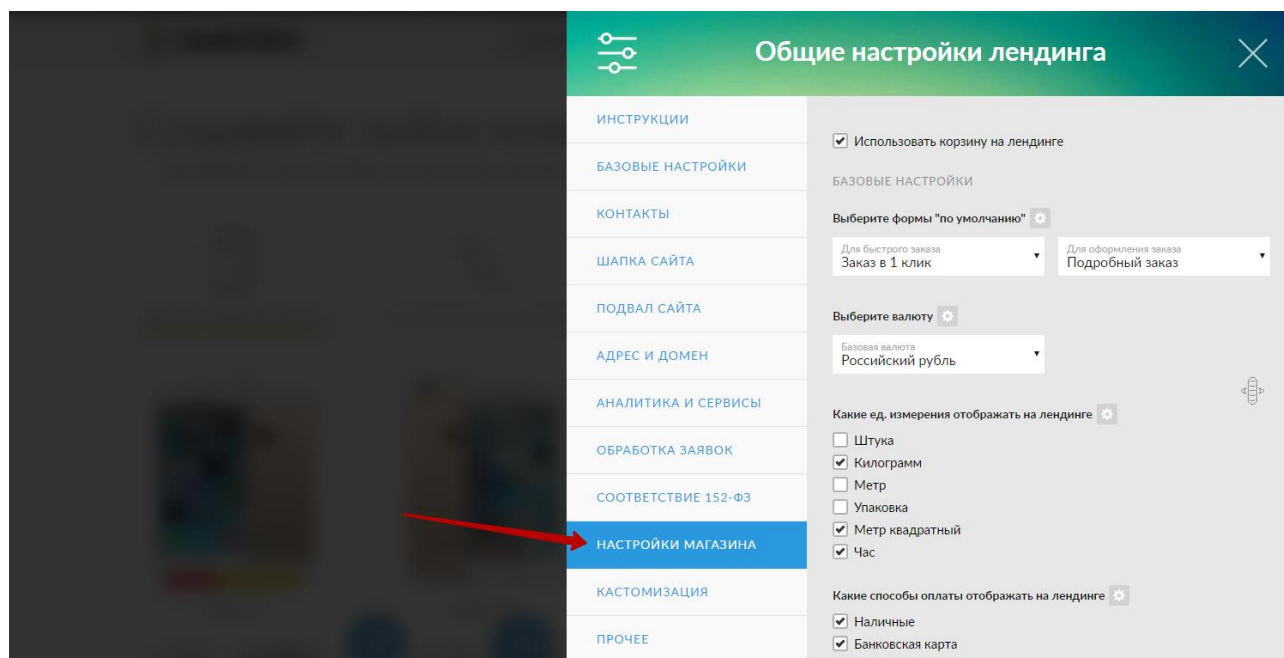 Общие настройки лендинга
ИНСТРУКЦИИ
БАЗОВЫЕ НАСТРОЙКИ
КОНТАКТЫ
ШАПКА САЙТА
ПОДВАЛ САЙТА
АДРЕС И ДОМЕН
АНАЛИТИКА И СЕРВИСЫ
ОБРАБОТКА ЗАЯВОК
СООТВЕТСТВИЕ 152-ФЗ
НАСТРОЙКИ МАГАЗИНА
КАСТОМИЗАЦИЯ
ПРОЧЕЕ
Использовать корзину на лендинге
БАЗОВЫЕ НАСТРОЙКИ
Выберите формы "по умолчанию"
Для быстрого заказа
Заказ в 1 клик
Для оформления заказа
Подробный заказ
Выберите валюту
Базовая валюта
Российский рубль
Какие ед. измерения отображать на лендинге
Штука
Килограмм
Метр
Упаковка
Метр квадратный
Час
Какие способы оплаты отображать на лендинге
Наличные
Банковская карта